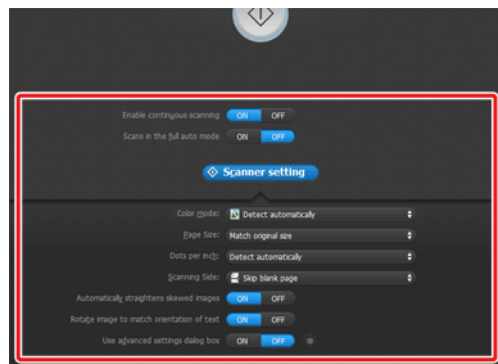 Enable continuous scanning ON OFF
Scans in the full auto mode ON OFF
Scanner setting
Color mode: Detect automatically
Page Size: Match original size
Dots per inch: Detect automatically
Scanning Side: Skip blank page
Automatically straightens skewed images ON OFF
Rotate image to match orientation of text ON OFF
Use advanced settings dialog box ON OFF